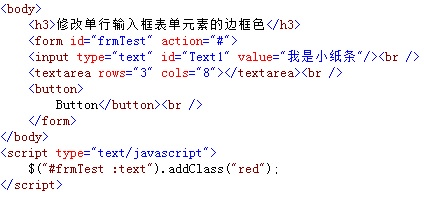 <body>
<h3>修改单行输入框表单元素的边框色</h3>
<form id="frmTest" action="#">
<input type="text" id="Text1" value="我是小纸条"/><br />
<textarea rows="3" cols="8"></textarea><br />
<button>
Button</button><br />
</form>
</body>
<script type="text/javascript">
$("#frmTest :text").addClass("red");
</script>